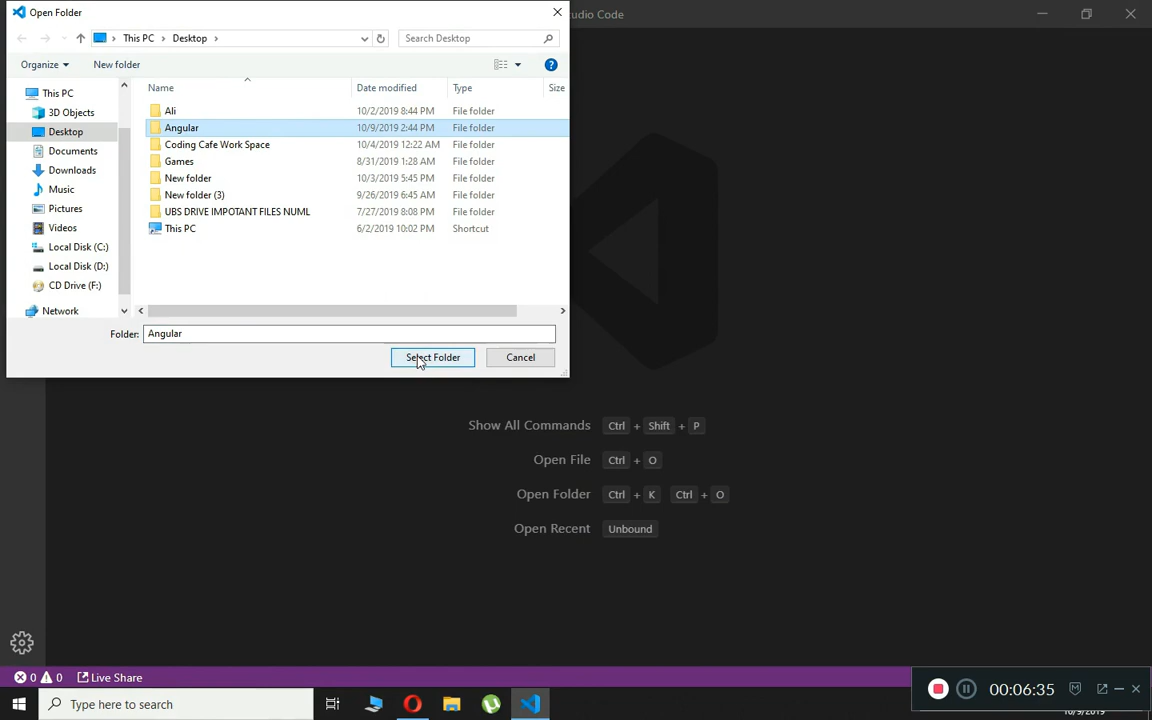 Open Folder
udio Code
This PC > Desktop >
Search Desktop
Organize
New folder
Name Date modified Type Size
This PC
3D Objects
Desktop
Documents
Downloads
Music
Pictures
Videos
Local Disk (C:)
Local Disk (D:)
CD Drive (F:)
Network
Ali 10/2/2019 8:44 PM File folder
Angular 10/9/2019 2:44 PM File folder
Coding Cafe Work Space 10/4/2019 12:22 AM File folder
Games 8/31/2019 1:28 AM File folder
New folder 10/3/2019 5:45 PM File folder
New folder (3) 9/26/2019 6:45 AM File folder
UBS DRIVE IMPOTANT FILES NUML 7/27/2019 8:08 PM File folder
This PC 6/2/2019 10:02 PM Shortcut
Folder: Angular
Select Folder Cancel
Show All Commands Ctrl + Shift + P
Open File Ctrl + O
Open Folder Ctrl + K Ctrl + O
Open Recent Unbound
0 0 Live Share
00:06:35
Type here to search
10/9/2019